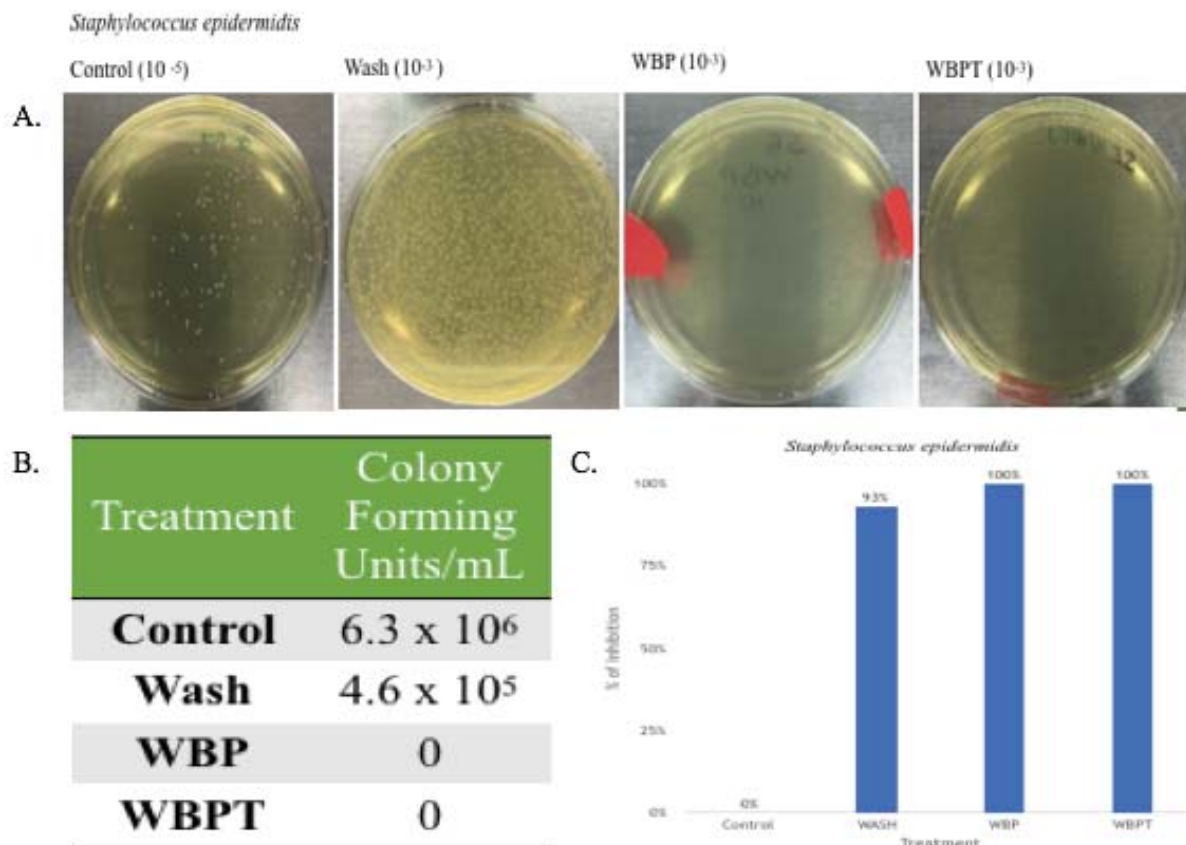 Staphylococcus epidermidis
Control (10 -5)
Wash (10-3 )
WBP (10-3)
WBPT (10-3)
A.
B.
Treatment
Colony
Forming
Units/mL
Control 6.3 x 106
Wash 4.6 x 105
WBP 0
WBPT 0
C.
Staphylococcus epidermidis
100%
75%
50%
25%
0%
% of Inhibition
0%
93%
100%
100%
Control
WASH
WBP
WBPT
Treatment